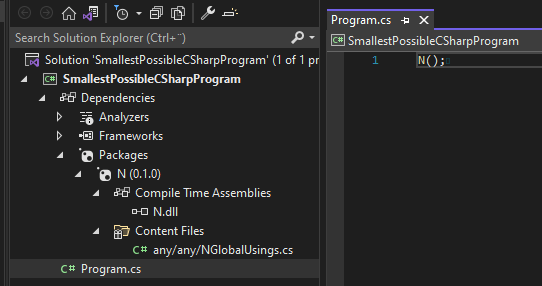 Search Solution Explorer (Ctrl+¨)
Solution 'SmallestPossibleCSharpProgram' (1 of 1 pr
C# SmallestPossibleCSharpProgram
Dependencies
Analyzers
Frameworks
Packages
N (0.1.0)
Compile Time Assemblies
N.dll
Content Files
C# any/any/NGlobalUsings.cs
C# Program.cs
Program.cs
C# SmallestPossibleCSharpProgram
1 N();